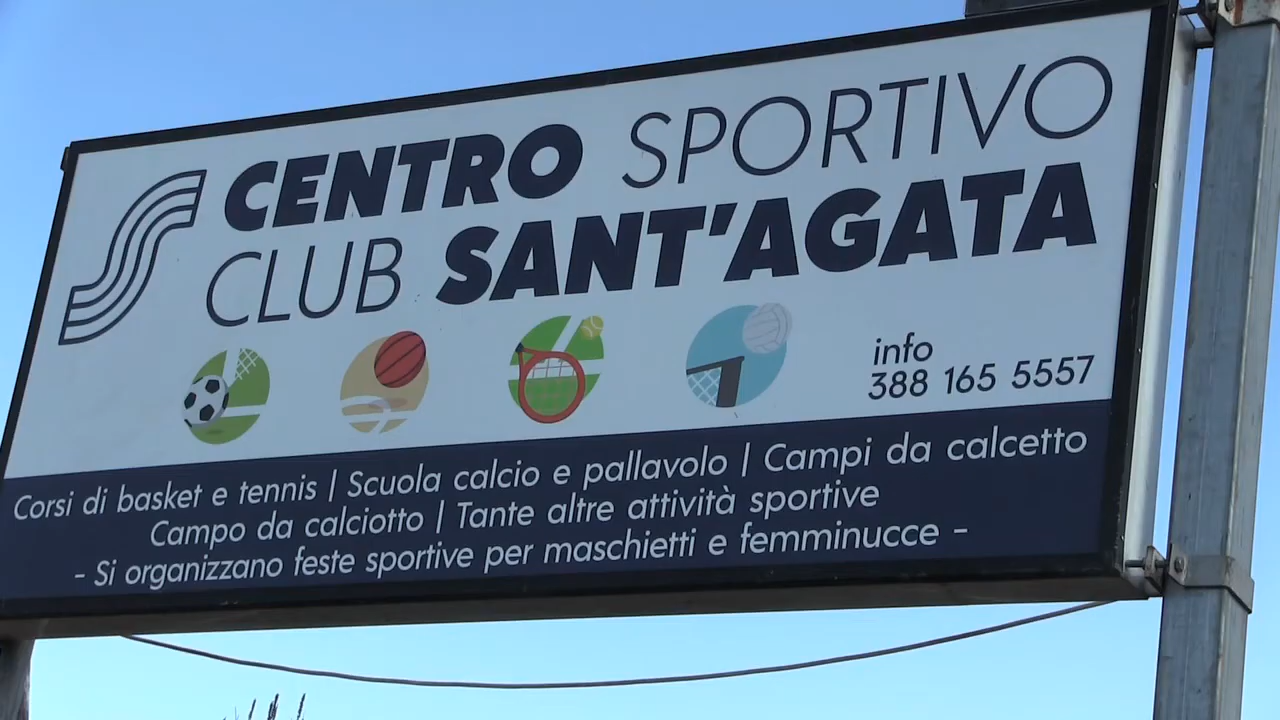 CENTRO SPORTIVO
CLUB SANT'AGATA
info
388 165 5557
Corsi di basket e tennis | Scuola calcio e pallavolo | Campi da calcetto
Campo da calciotto | Tante altre attività sportive
- Si organizzano feste sportive per maschietti e femminucce -